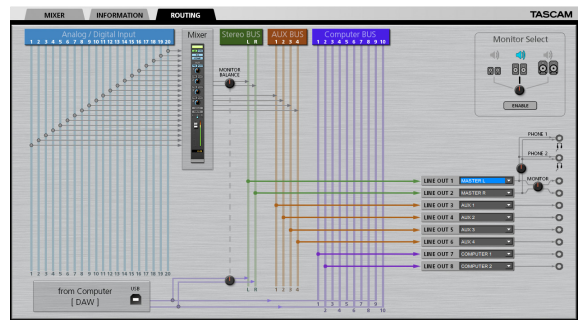 MIXER INFORMATION ROUTING TASCAM
Analog / Digital Input Mixer Stereo BUS AUX BUS Computer BUS
1 2 3 4 5 6 7 8 9 10 11 12 13 14 15 16 17 18 19 20 L R 1 2 3 4 1 2 3 4 5 6 7 8 9 10
Monitor Select
MONITOR
BALANCE
ENABLE
PHONE 1
PHONE 2
LINE OUT 1 MASTER L MONITOR
LINE OUT 2 MASTER R
LINE OUT 3 AUX 1
LINE OUT 4 AUX 2
LINE OUT 5 AUX 3
LINE OUT 6 AUX 4
LINE OUT 7 COMPUTER 1
LINE OUT 8 COMPUTER 2
1 2 3 4 5 6 7 8 9 10 11 12 13 14 15 16 17 18 19 20
L R 1 2 3 4 1 3 4 5 6 7 8 9
2 10
from Computer USB
[ DAW ]